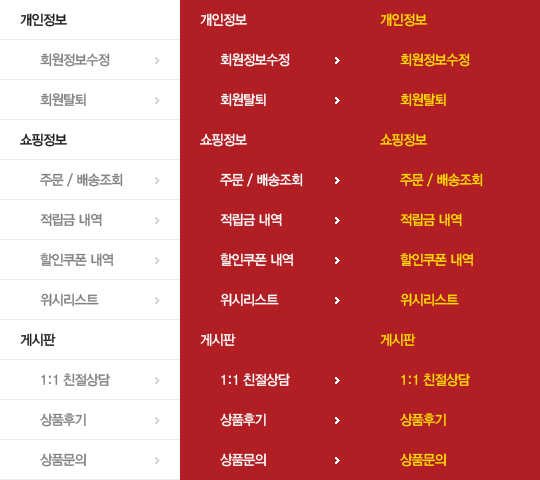 개인정보
회원정보수정
회원탈퇴
쇼핑정보
주문 / 배송조회
적립금 내역
할인쿠폰 내역
위시리스트
게시판
1:1 친절상담
상품후기
상품문의
개인정보
회원정보수정
회원탈퇴
쇼핑정보
주문 / 배송조회
적립금 내역
할인쿠폰 내역
위시리스트
게시판
1:1 친절상담
상품후기
상품문의
개인정보
회원정보수정
회원탈퇴
쇼핑정보
주문 / 배송조회
적립금 내역
할인쿠폰 내역
위시리스트
게시판
1:1 친절상담
상품후기
상품문의